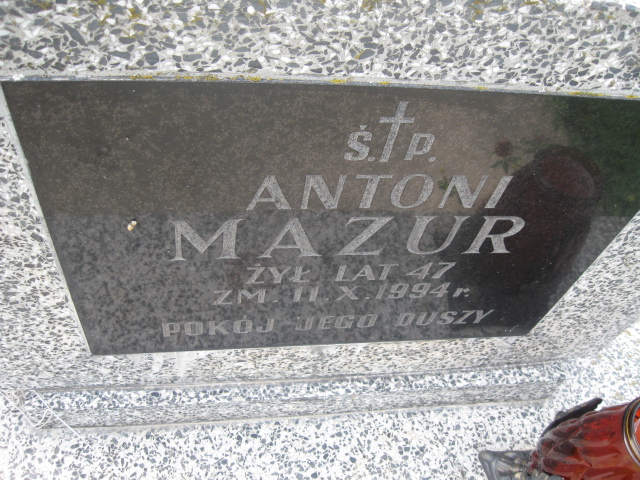 Ś.†P.
ANTONI
MAZUR
ŻYŁ LAT 47
ZM. 11.X.1994 r.
POKÓJ JEGO DUSZY